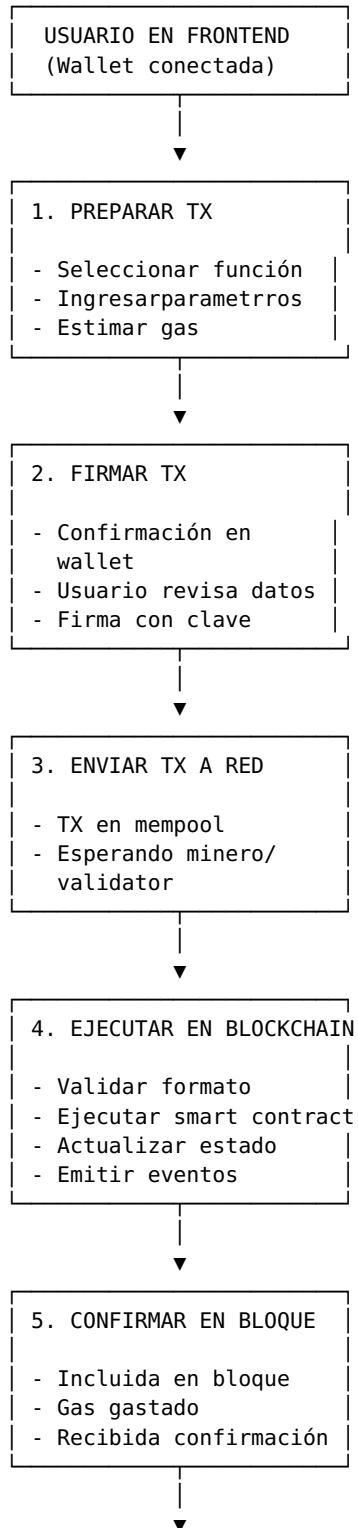 USUARIO EN FRONTEND
(Wallet conectada)
1. PREPARAR TX
- Seleccionar función
- Ingresarparametrros
- Estimar gas
2. FIRMAR TX
- Confirmación en
wallet
- Usuario revisa datos
- Firma con clave
3. ENVIAR TX A RED
- TX en mempool
- Esperando minero/
validator
4. EJECUTAR EN BLOCKCHAIN
- Validar formato
- Ejecutar smart contract
- Actualizar estado
- Emitir eventos
5. CONFIRMAR EN BLOQUE
- Incluida en bloque
- Gas gastado
- Recibida confirmación